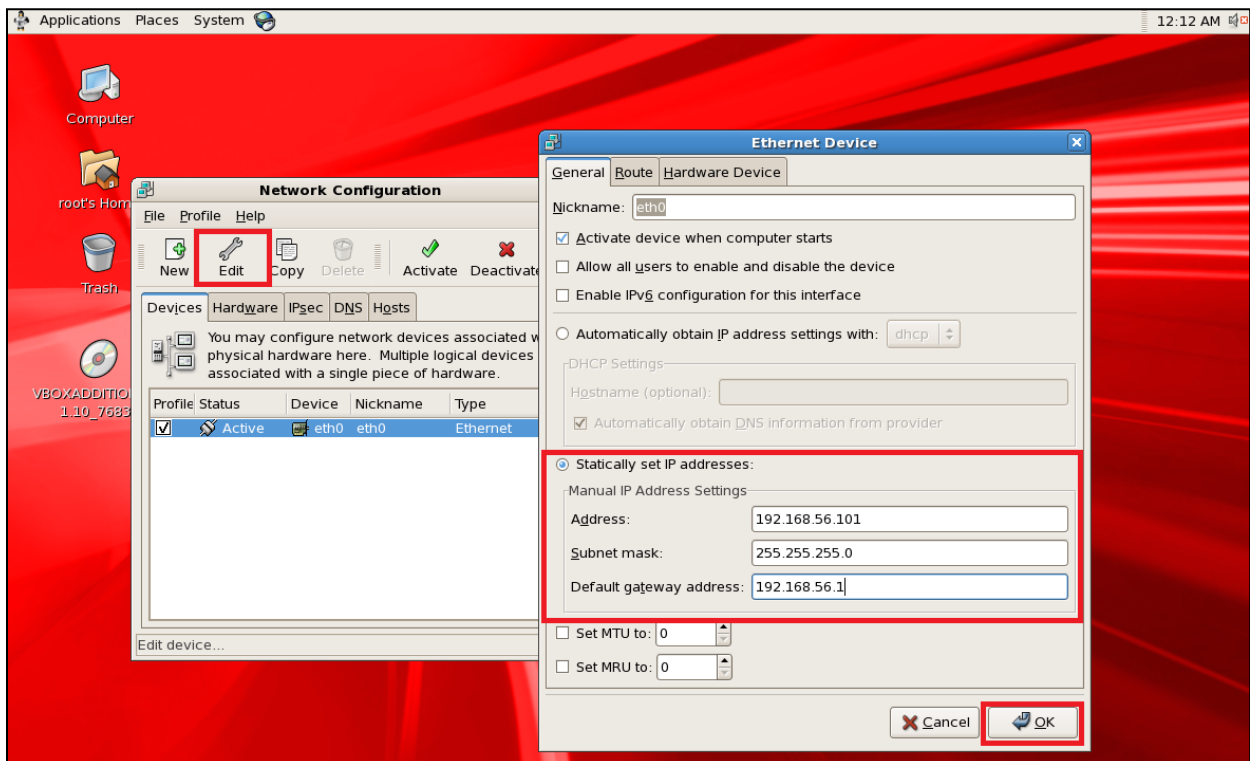 Applications Places System
12:12 AM
Computer
root's Hom
Trash
VBOXADDITIO
1.10_7683
Network Configuration
File Profile Help
New Edit Copy Delete Activate Deactivate
Devices Hardware IPsec DNS Hosts
You may configure network devices associated w
physical hardware here. Multiple logical devices
associated with a single piece of hardware.
Profile Status Device Nickname Type
Active eth0 eth0 Ethernet
Edit device...
Ethernet Device
General Route Hardware Device
Nickname: eth0
Activate device when computer starts
Allow all users to enable and disable the device
Enable IPv6 configuration for this interface
Automatically obtain IP address settings with: dhcp
DHCP Settings
Hostname (optional):
Automatically obtain DNS information from provider
Statically set IP addresses:
Manual IP Address Settings
Address: 192.168.56.101
Subnet mask: 255.255.255.0
Default gateway address: 192.168.56.1
Set MTU to: 0
Set MRU to: 0
Cancel OK